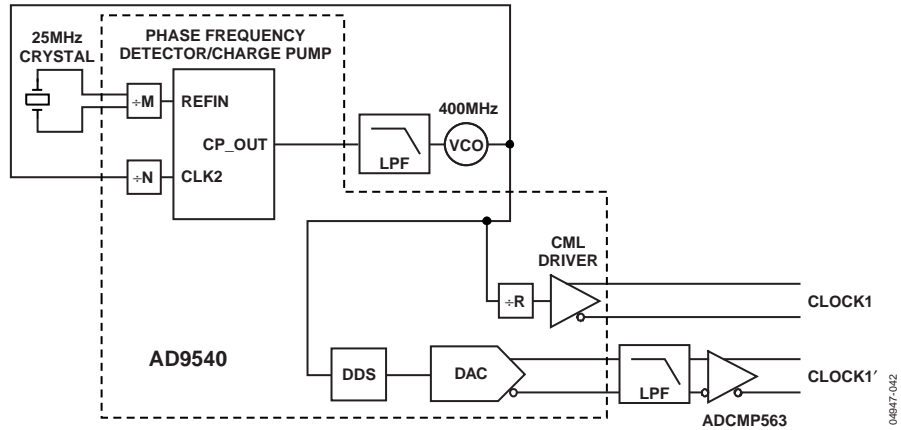 25MHz
CRYSTAL
PHASE FREQUENCY
DETECTOR/CHARGE PUMP
÷M
REFIN
CP_OUT
÷N
CLK2
LPF
400MHz
VCO
CML
DRIVER
÷R
CLOCK1
AD9540
DDS
DAC
LPF
ADCMP563
CLOCK1′
04947-042